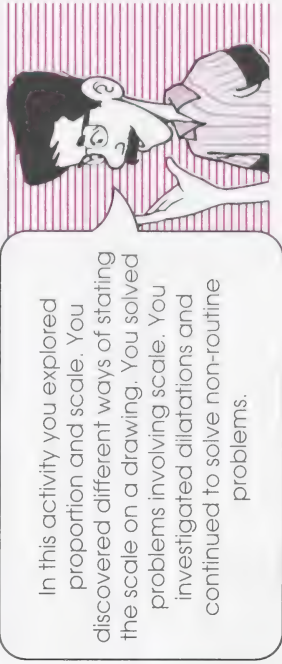 In this activity you explored
proportion and scale. You
discovered different ways of stating
the scale on a drawing. You solved
problems involving scale. You
investigated dilatations and
continued to solve non-routine
problems.